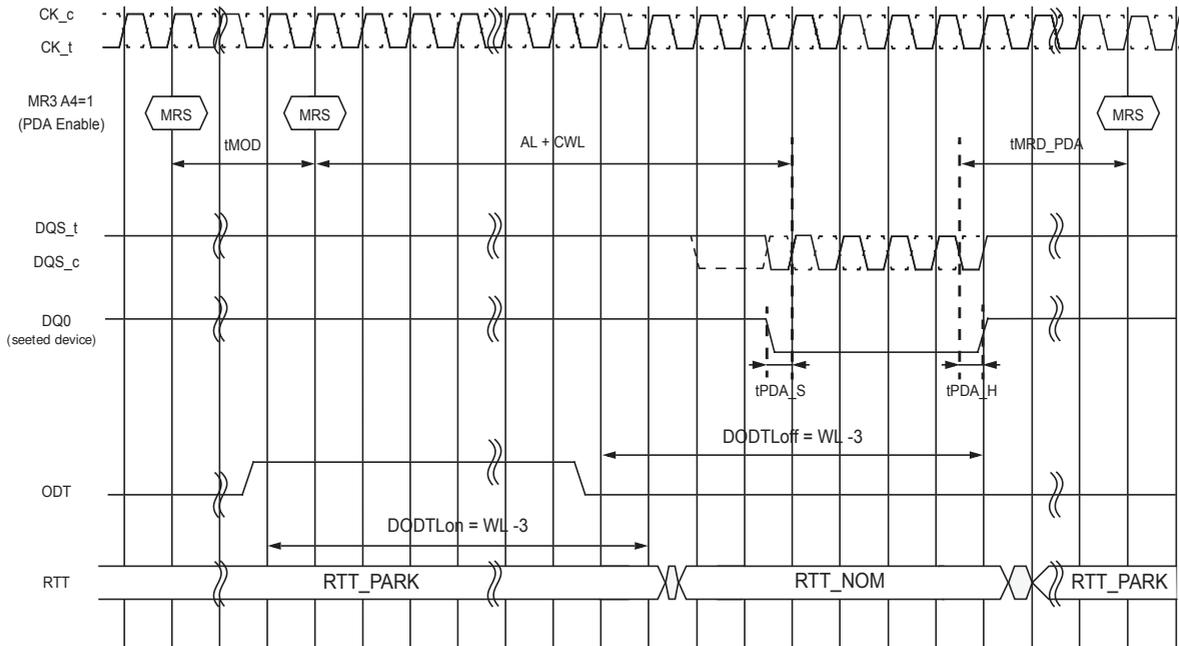 CK_c
CK_t
MR3 A4=1
(PDA Enable)
MRS
MRS
MRS
tMOD
AL + CWL
tMRD_PDA
DQS_t
DQS_c
DQ0
(seeted device)
tPDA_S
tPDA_H
DODTLoff = WL -3
ODT
DODTLon = WL -3
RTT
RTT_PARK
RTT_NOM
RTT_PARK